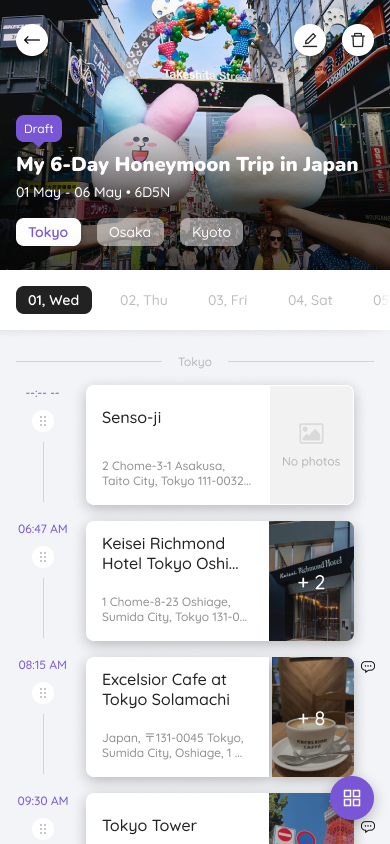 Takeshita Street
Draft
My 6-Day Honeymoon Trip in Japan
01 May - 06 May • 6D5N
Tokyo
Osaka
Kyoto
01, Wed
02, Thu
03, Fri
04, Sat
05
Tokyo
--:-- --
Senso-ji
2 Chome-3-1 Asakusa,
Taito City, Tokyo 111-0032...
No photos
06:47 AM
Keisei Richmond
Hotel Tokyo Oshi...
1 Chome-8-23 Oshiage,
Sumida City, Tokyo 131-0...
Keisei Richmond Hotel
+ 2
08:15 AM
Excelsior Cafe at
Tokyo Solamachi
Japan, 〒131-0045 Tokyo,
Sumida City, Oshiage, 1 ...
+ 8
EXCELSIOR
CAFFÉ
09:30 AM
Tokyo Tower